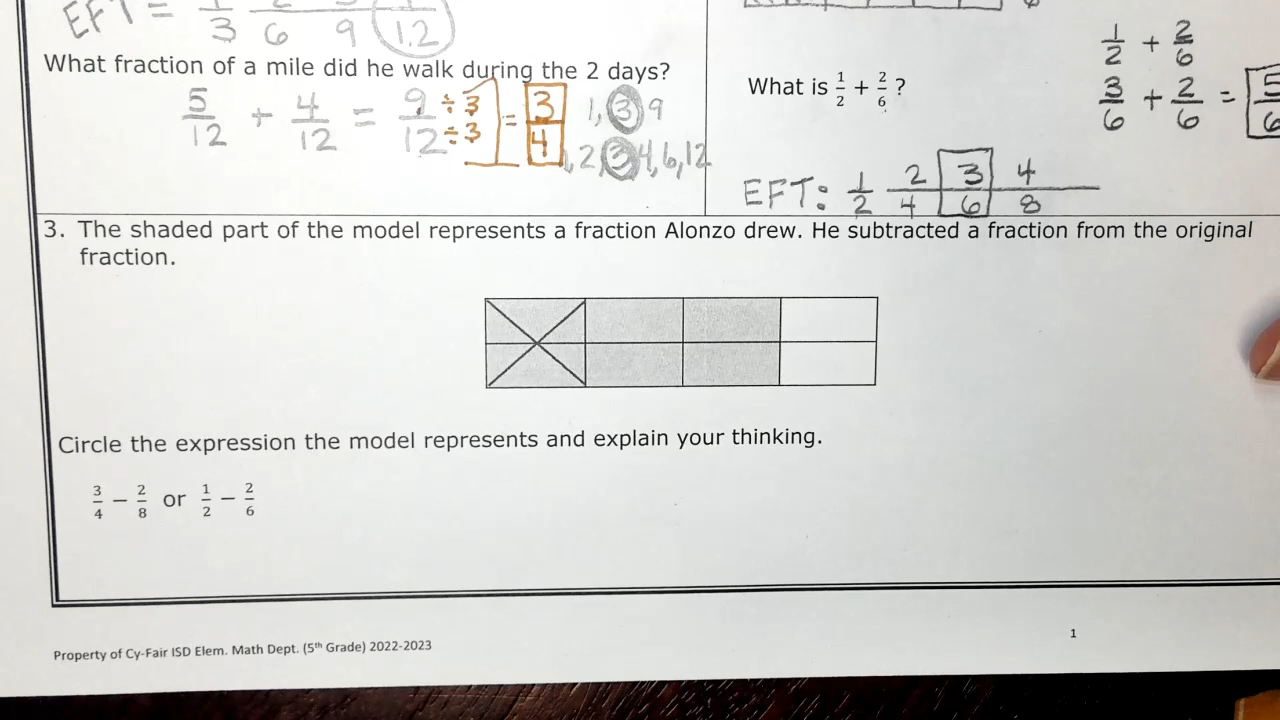 EFT = 1/3 2/6 3/9 4/12
What fraction of a mile did he walk during the 2 days?
5/12 + 4/12 = 9/12 ÷3 ÷3 = 3/4 1, 3, 9
1, 2, 3, 4, 6, 12
1/2 + 2/6
What is 1/2 + 2/6 ?
3/6 + 2/6 = 5/6
EFT: 1/2 2/4 3/6 4/8
3. The shaded part of the model represents a fraction Alonzo drew. He subtracted a fraction from the original
fraction.
Circle the expression the model represents and explain your thinking.
3/4 − 2/8 or 1/2 − 2/6
1
Property of Cy-Fair ISD Elem. Math Dept. (5th Grade) 2022-2023